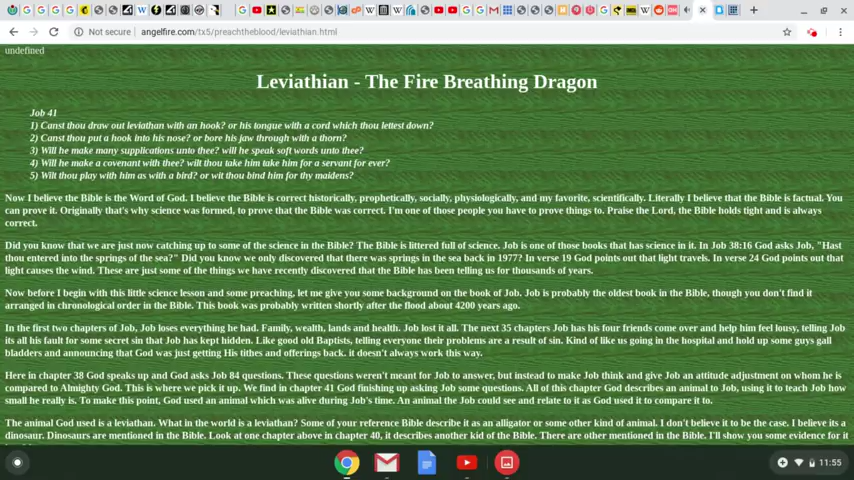 Not secure
angelfire.com/tx5/preachtheblood/leviathan.html
undefined
Leviathian - The Fire Breathing Dragon
Job 41
1) Canst thou draw out leviathan with an hook? or his tongue with a cord which thou lettest down?
2) Canst thou put a hook into his nose? or bore his jaw through with a thorn?
3) Will he make many supplications unto thee? will he speak soft words unto thee?
4) Will he make a covenant with thee? wilt thou take him take him for a servant for ever?
5) Wilt thou play with him as with a bird? or wit thou bind him for thy maidens?
Now I believe the Bible is the Word of God. I believe the Bible is correct historically, prophetically, socially, physiologically, and my favorite, scientifically. Literally I believe that the Bible is factual. You
can prove it. Originally that's why science was formed, to prove that the Bible was correct. I'm one of those people you have to prove things to. Praise the Lord, the Bible holds tight and is always
correct.
Did you know that we are just now catching up to some of the science in the Bible? The Bible is littered full of science. Job is one of those books that has science in it. In Job 38:16 God asks Job, "Hast
thou entered into the springs of the sea?" Did you know we only discovered that there was springs in the sea back in 1977? In verse 19 God points out that light travels. In verse 24 God points out that
light causes the wind. These are just some of the things we have recently discovered that the Bible has been telling us for thousands of years.
Now before I begin with this little science lesson and some preaching, let me give you some background on the book of Job. Job is probably the oldest book in the Bible, though you don't find it
arranged in chronological order in the Bible. This book was probably written shortly after the flood about 4200 years ago.
In the first two chapters of Job, Job loses everything he had. Family, wealth, lands and health. Job lost it all. The next 35 chapters Job has his four friends come over and help him feel lousy, telling Job
its all his fault for some secret sin that Job has kept hidden. Like good old Baptists, telling everyone their problems are a result of sin. Kind of like us going in the hospital and hold up some guys gall
bladders and announcing that God was just getting His tithes and offerings back. it doesn't always work this way.
Here in chapter 38 God speaks up and God asks Job 84 questions. These questions weren't meant for Job to answer, but instead to make Job think and give Job an attitude adjustment on whom he is
compared to Almighty God. This is where we pick it up. We find in chapter 41 God finishing up asking Job some questions. All of this chapter God describes an animal to Job, using it to teach Job how
small he really is. To make this point, God used an animal which was alive during Job's time. An animal the Job could see and relate to it as God used it to compare it to.
The animal God used is a leviathan. What in the world is a leviathan? Some of your reference Bible describe it as an alligator or some other kind of animal. I don't believe it to be the case. I believe its a
dinosaur. Dinosaurs are mentioned in the Bible. Look at one chapter above in chapter 40, it describes another kid of the Bible. There are other mentioned in the Bible. I'll show you some evidence for it
11:55